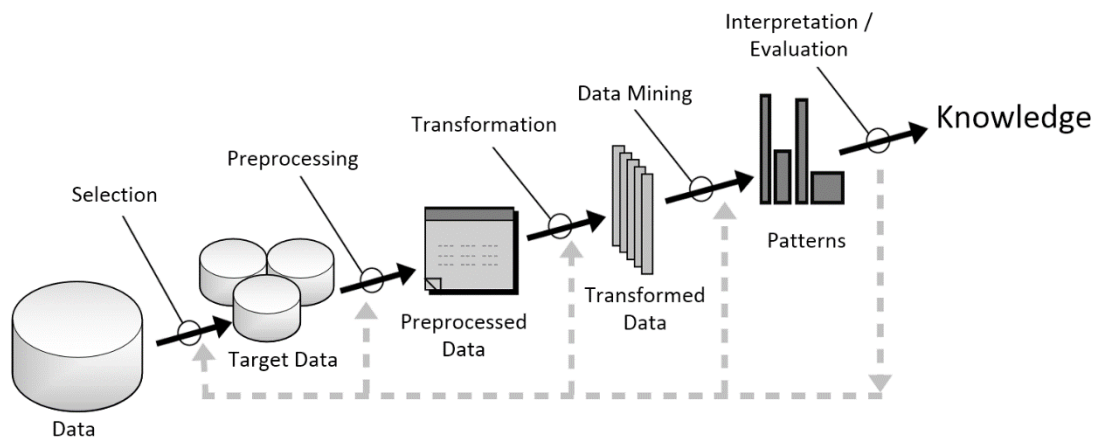 Interpretation /
Evaluation
Data Mining
Knowledge
Transformation
Preprocessing
Selection
Patterns
Transformed
Data
Preprocessed
Data
Target Data
Data